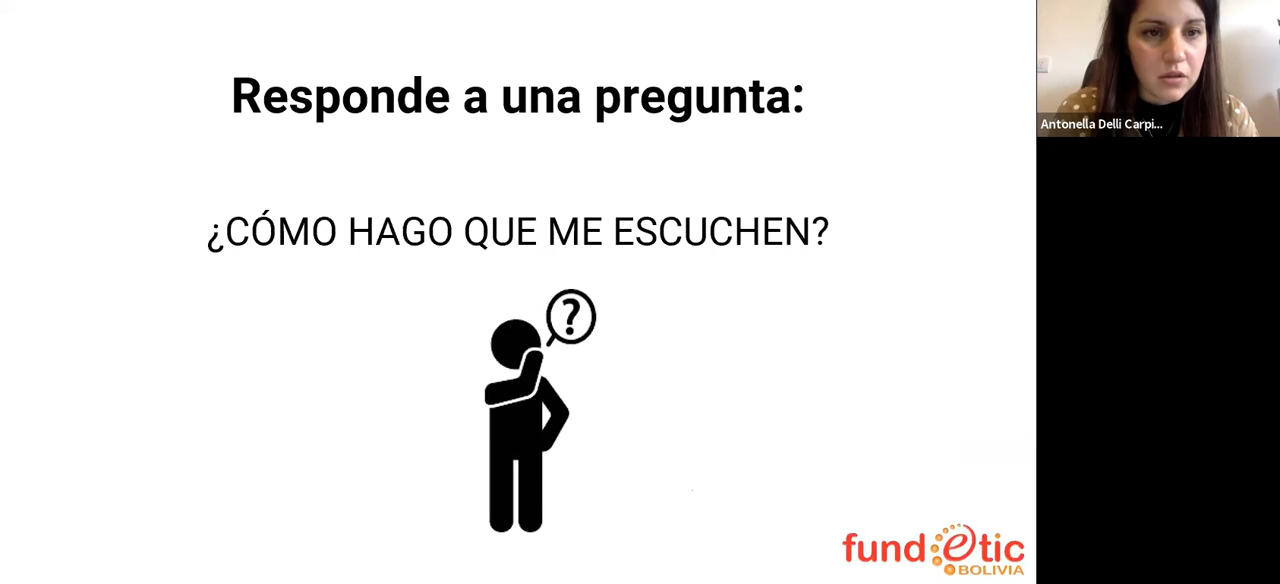 Responde a una pregunta:
¿CÓMO HAGO QUE ME ESCUCHEN?
?
fundetic
BOLIVIA
Antonella Delli Carpi...